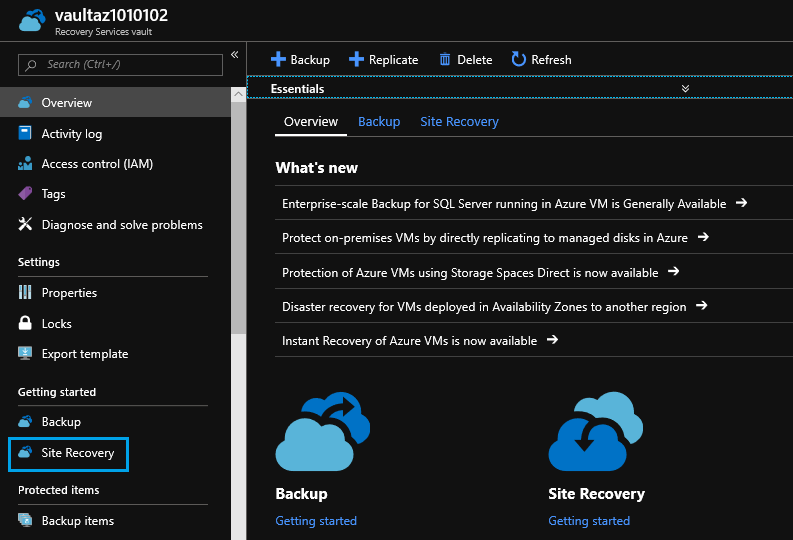 vaultaz1010102
Recovery Services vault
Search (Ctrl+/)
Overview
Activity log
Access control (IAM)
Tags
Diagnose and solve problems
Settings
Properties
Locks
Export template
Getting started
Backup
Site Recovery
Protected items
Backup items
Backup Replicate Delete Refresh
Essentials
Overview Backup Site Recovery
What's new
Enterprise-scale Backup for SQL Server running in Azure VM is Generally Available
Protect on-premises VMs by directly replicating to managed disks in Azure
Protection of Azure VMs using Storage Spaces Direct is now available
Disaster recovery for VMs deployed in Availability Zones to another region
Instant Recovery of Azure VMs is now available
Backup
Getting started
Site Recovery
Getting started